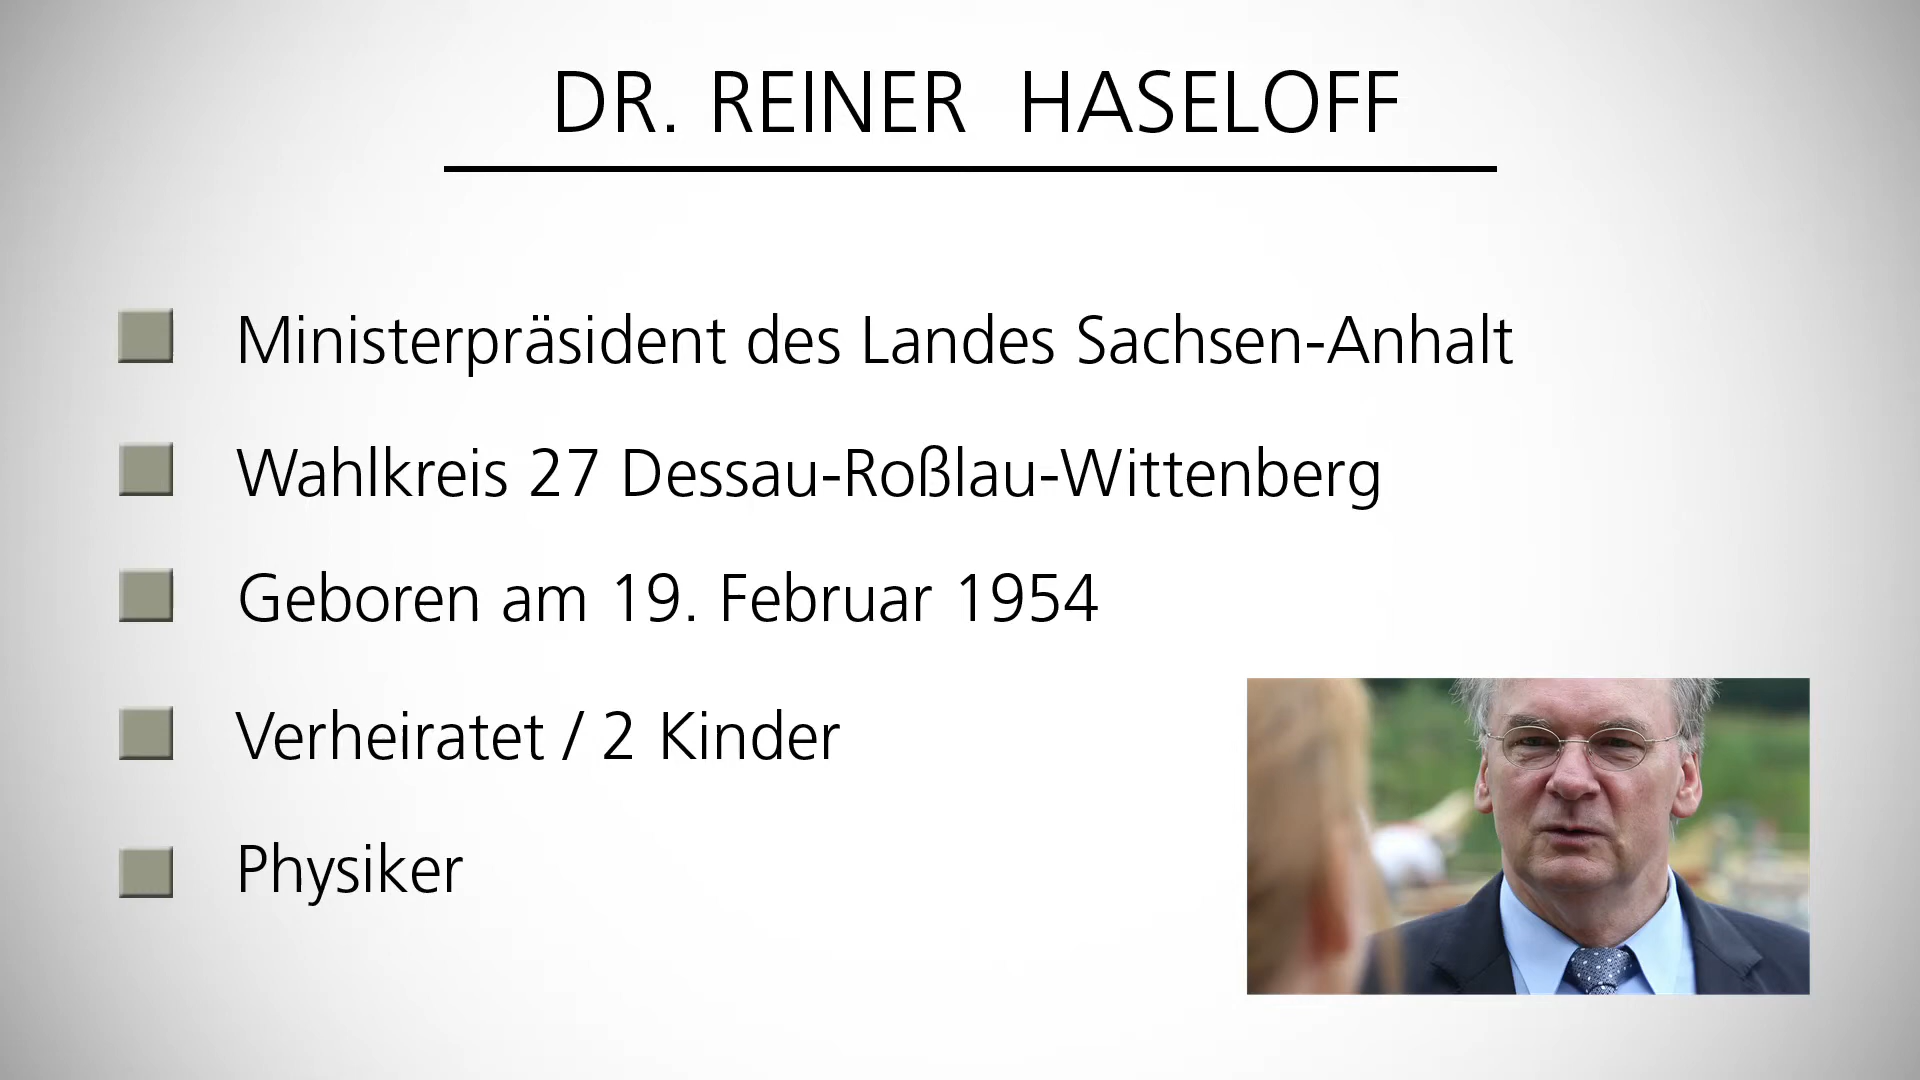 DR. REINER HASELOFF
Ministerpräsident des Landes Sachsen-Anhalt
Wahlkreis 27 Dessau-Roßlau-Wittenberg
Geboren am 19. Februar 1954
Verheiratet / 2 Kinder
Physiker